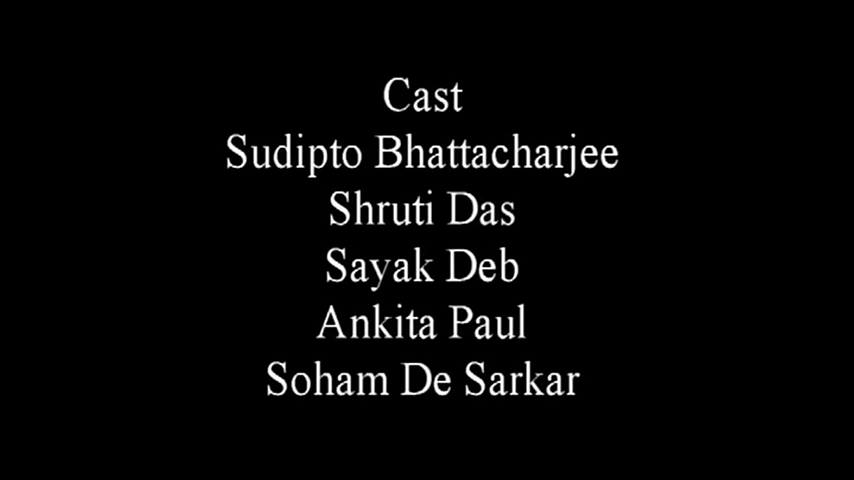 Cast
Sudipto Bhattacharjee
Shruti Das
Sayak Deb
Ankita Paul
Soham De Sarkar